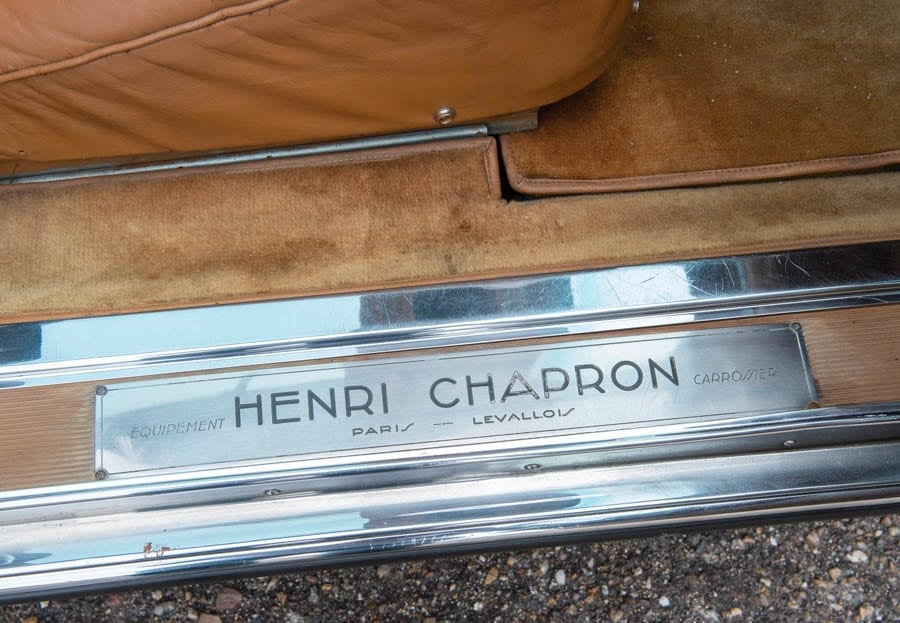 EQUIPEMENT HENRI CHAPRON CARROSSIER
PARIS — LEVALLOIS